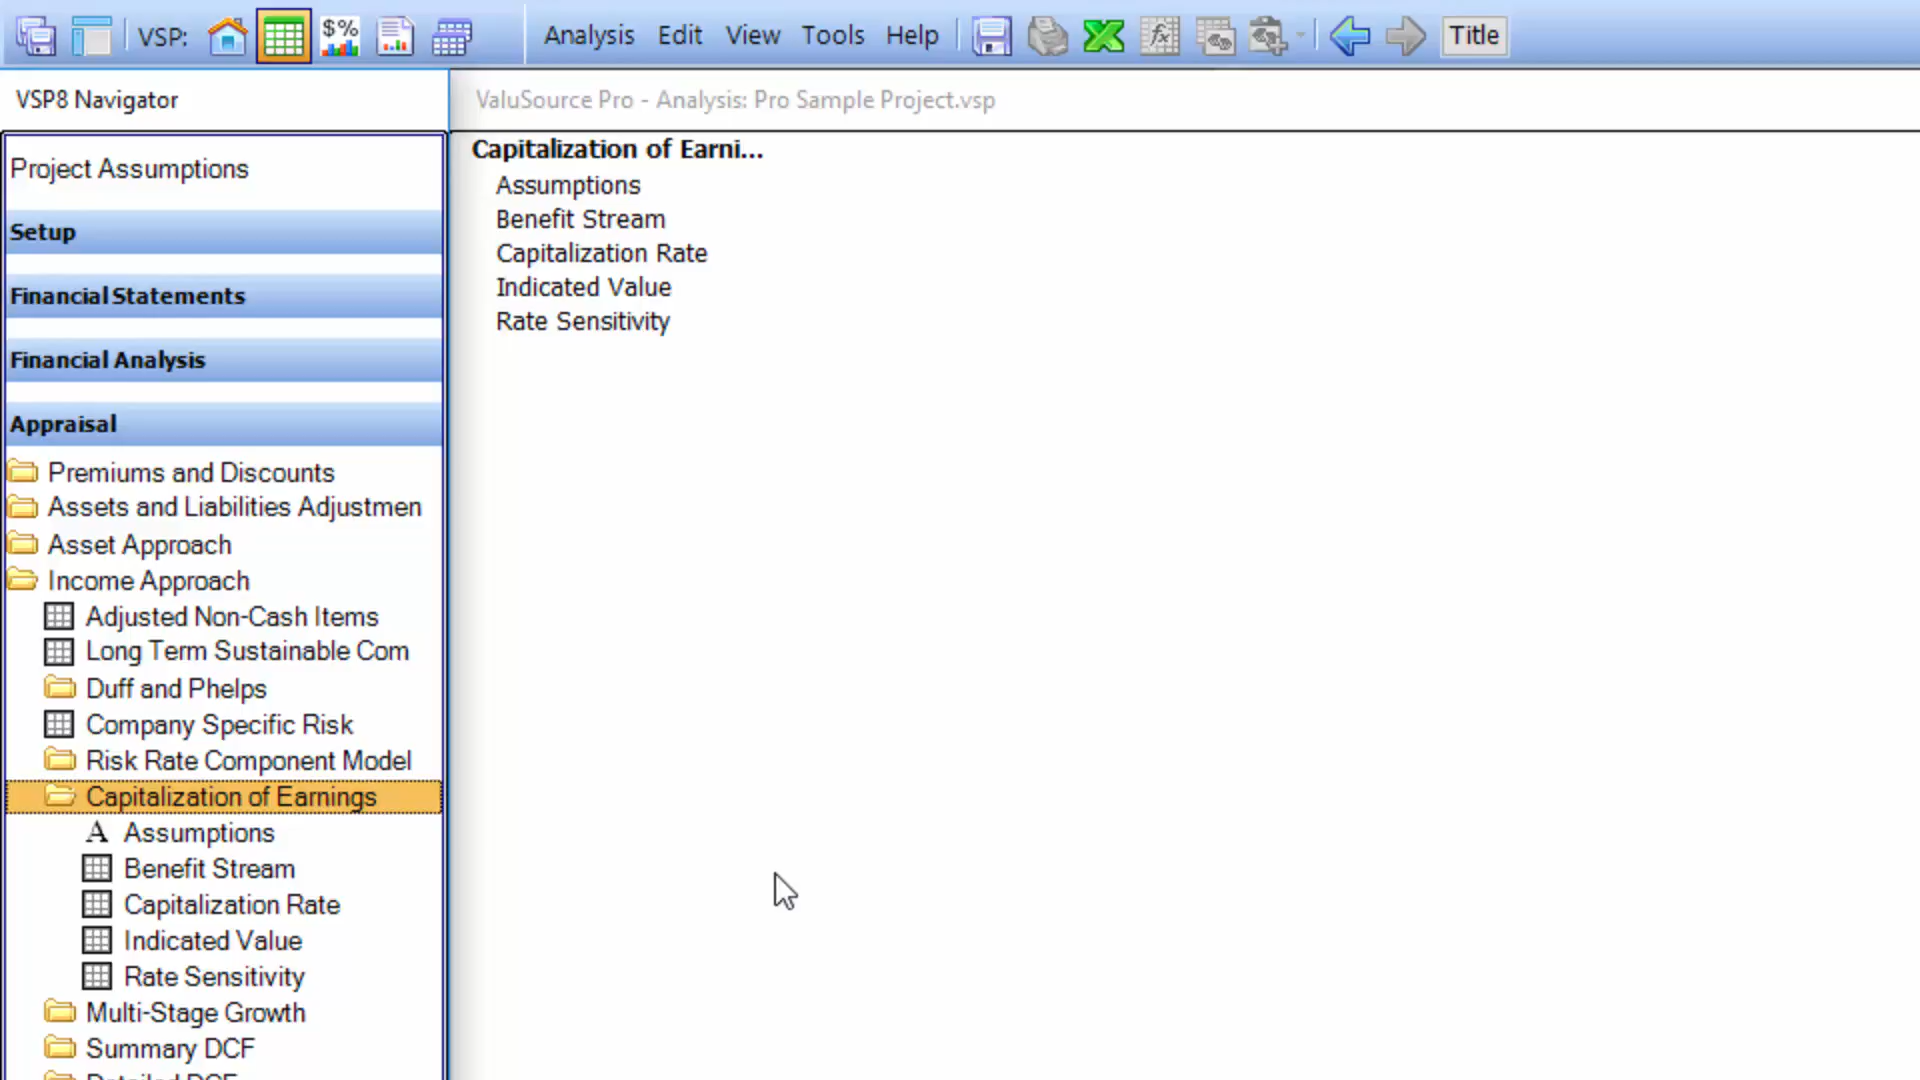 VSP: $% Analysis Edit View Tools Help fx Title
VSP8 Navigator
ValuSource Pro - Analysis: Pro Sample Project.vsp
Project Assumptions
Setup
Financial Statements
Financial Analysis
Appraisal
Premiums and Discounts
Assets and Liabilities Adjustmen
Asset Approach
Income Approach
Adjusted Non-Cash Items
Long Term Sustainable Com
Duff and Phelps
Company Specific Risk
Risk Rate Component Model
Capitalization of Earnings
A Assumptions
Benefit Stream
Capitalization Rate
Indicated Value
Rate Sensitivity
Multi-Stage Growth
Summary DCF
Detailed DCF
Capitalization of Earni...
Assumptions
Benefit Stream
Capitalization Rate
Indicated Value
Rate Sensitivity